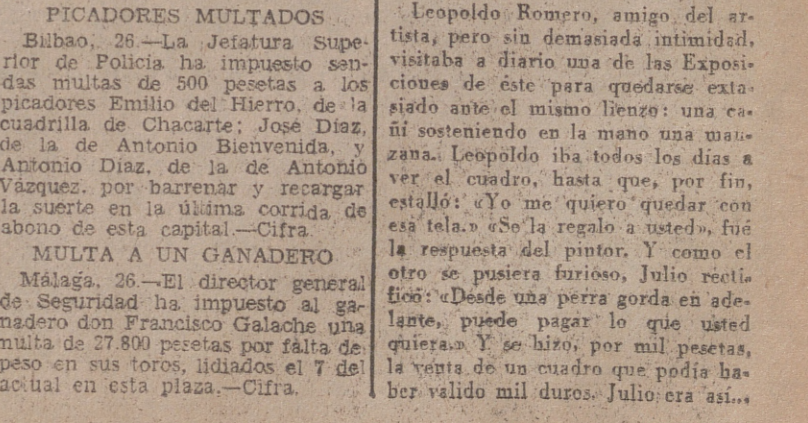 PICADORES MULTADOS
Bilbao, 26.—La Jefatura Supe-
rior de Policía ha impuesto sen-
das multas de 500 pesetas a los
picadores Emilio del Hierro, de la
cuadrilla de Chacarte; José Díaz,
de la de Antonio Bienvenida, y
Antonio Díaz, de la de Antonio
Vázquez, por barrenar y recargar
la suerte en la última corrida de
abono de esta capital.—Cifra.
MULTA A UN GANADERO
Málaga, 26.—El director general
de Seguridad ha impuesto al ga-
nadero don Francisco Galache una
multa de 27.800 pesetas por falta de
peso en sus toros, lidiados el 7 del
actual en esta plaza.—Cifra.
Leopoldo Romero, amigo del ar-
tista, pero sin demasiada intimidad,
visitaba a diario una de las Exposi-
ciones de éste para quedarse exta-
siado ante el mismo lienzo: una ca-
ñí sosteniendo en la mano una man-
zana. Leopoldo iba todos los días a
ver el cuadro, hasta que, por fin,
estalló: «Yo me quiero quedar con
esa tela.» «Se la regalo a usted», fué
la respuesta del pintor. Y como el
otro se pusiera furioso, Julio recti-
ficó: «Desde una perra gorda en ade-
lante, puede pagar lo que usted
quiera.» Y se hizo, por mil pesetas,
la venta de un cuadro que podía ha-
ber valido mil duros. Julio era así...